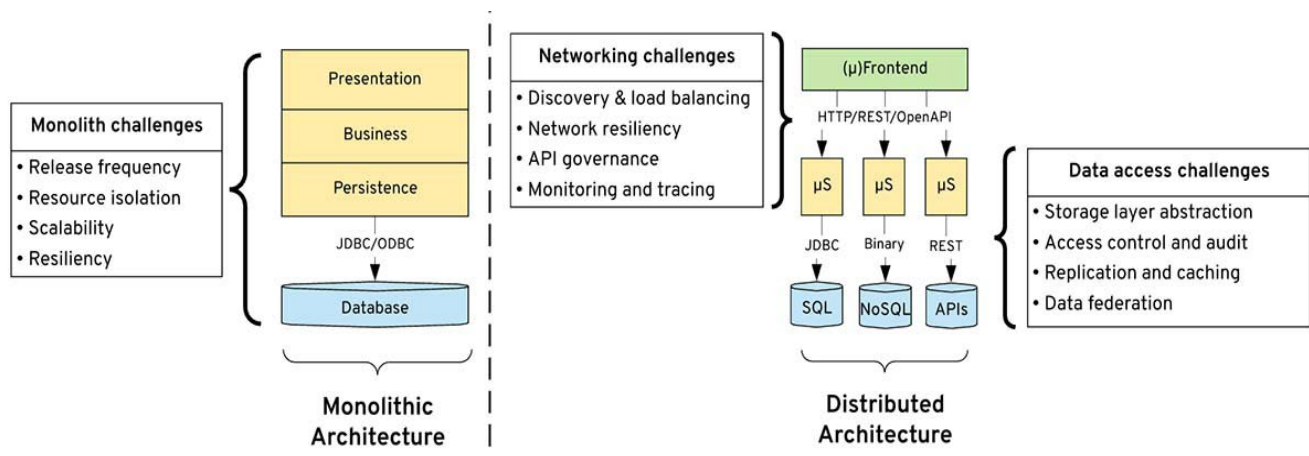 Monolith challenges
• Release frequency
• Resource isolation
• Scalability
• Resiliency
Presentation
Business
Persistence
JDBC/ODBC
Database
Monolithic
Architecture
Networking challenges
• Discovery & load balancing
• Network resiliency
• API governance
• Monitoring and tracing
(µ)Frontend
HTTP/REST/OpenAPI
µS µS µS
JDBC Binary REST
SQL NoSQL APIs
Distributed
Architecture
Data access challenges
• Storage layer abstraction
• Access control and audit
• Replication and caching
• Data federation